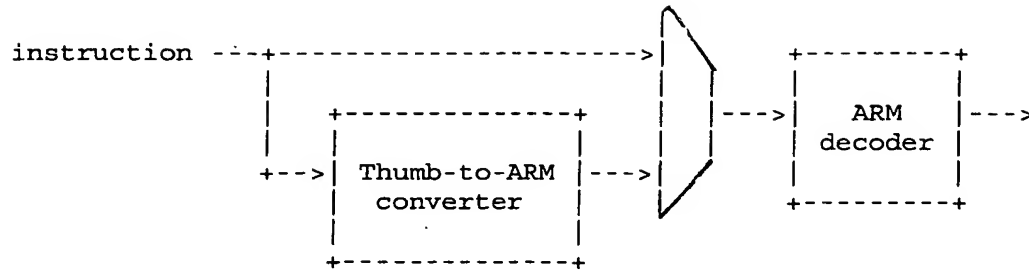 instruction
ARM
decoder
Thumb-to-ARM
converter